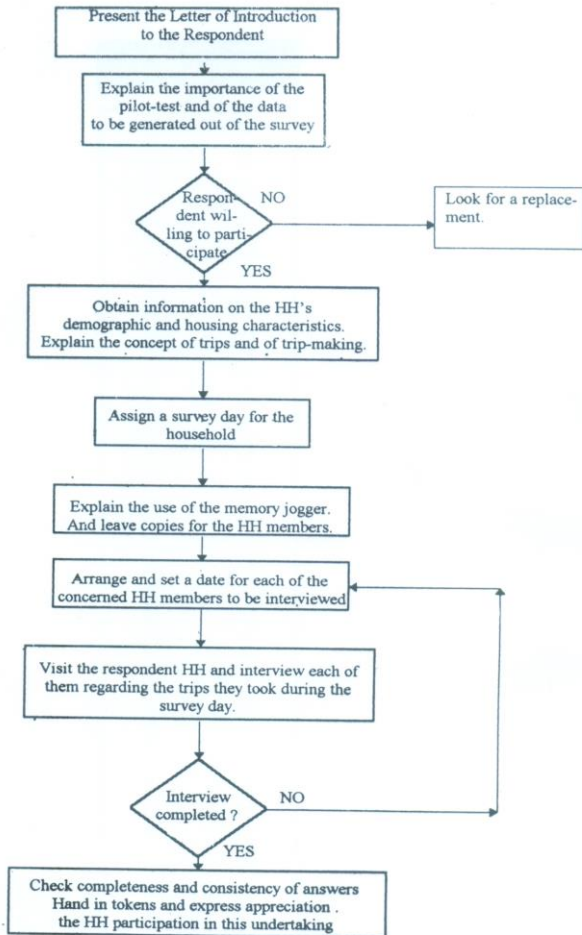 Present the Letter of Introduction
to the Respondent
Explain the importance of the
pilot-test and of the data
to be generated out of the survey
Respon-
dent wil-
ling to parti-
cipate
NO
Look for a replace-
ment.
YES
Obtain information on the HH's
demographic and housing characteristics.
Explain the concept of trips and of trip-making.
Assign a survey day for the
household
Explain the use of the memory jogger.
And leave copies for the HH members.
Arrange and set a date for each of the
concerned HH members to be interviewed
Visit the respondent HH and interview each of
them regarding the trips they took during the
survey day.
Interview
completed ?
NO
YES
Check completeness and consistency of answers
Hand in tokens and express appreciation .
the HH participation in this undertaking